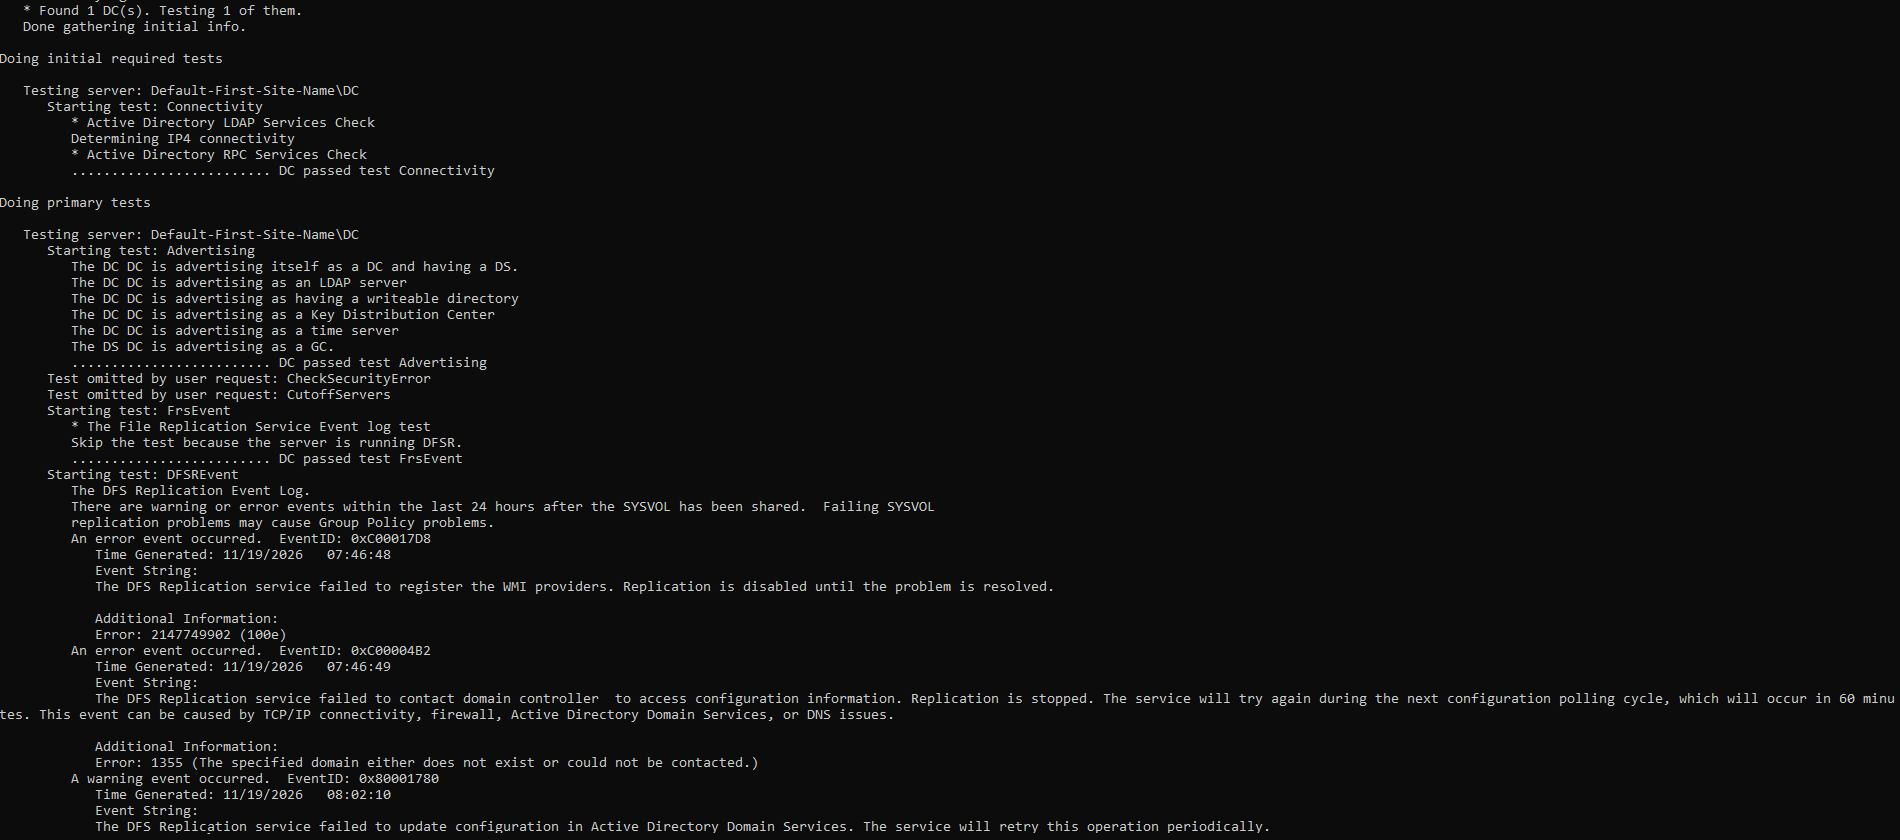 * Found 1 DC(s). Testing 1 of them.
Done gathering initial info.
Doing initial required tests
Testing server: Default-First-Site-Name\DC
Starting test: Connectivity
* Active Directory LDAP Services Check
Determining IP4 connectivity
* Active Directory RPC Services Check
......................... DC passed test Connectivity
Doing primary tests
Testing server: Default-First-Site-Name\DC
Starting test: Advertising
The DC DC is advertising itself as a DC and having a DS.
The DC DC is advertising as an LDAP server
The DC DC is advertising as having a writeable directory
The DC DC is advertising as a Key Distribution Center
The DC DC is advertising as a time server
The DS DC is advertising as a GC.
......................... DC passed test Advertising
Test omitted by user request: CheckSecurityError
Test omitted by user request: CutoffServers
Starting test: FrsEvent
* The File Replication Service Event log test
Skip the test because the server is running DFSR.
......................... DC passed test FrsEvent
Starting test: DFSREvent
The DFS Replication Event Log.
There are warning or error events within the last 24 hours after the SYSVOL has been shared.  Failing SYSVOL
replication problems may cause Group Policy problems.
An error event occurred.  EventID: 0xC00017D8
Time Generated: 11/19/2026   07:46:48
Event String:
The DFS Replication service failed to register the WMI providers. Replication is disabled until the problem is resolved.
Additional Information:
Error: 2147749902 (100e)
An error event occurred.  EventID: 0xC00004B2
Time Generated: 11/19/2026   07:46:49
Event String:
The DFS Replication service failed to contact domain controller  to access configuration information. Replication is stopped. The service will try again during the next configuration polling cycle, which will occur in 60 minu
tes. This event can be caused by TCP/IP connectivity, firewall, Active Directory Domain Services, or DNS issues.
Additional Information:
Error: 1355 (The specified domain either does not exist or could not be contacted.)
A warning event occurred.  EventID: 0x80001780
Time Generated: 11/19/2026   08:02:10
Event String:
The DFS Replication service failed to update configuration in Active Directory Domain Services. The service will retry this operation periodically.